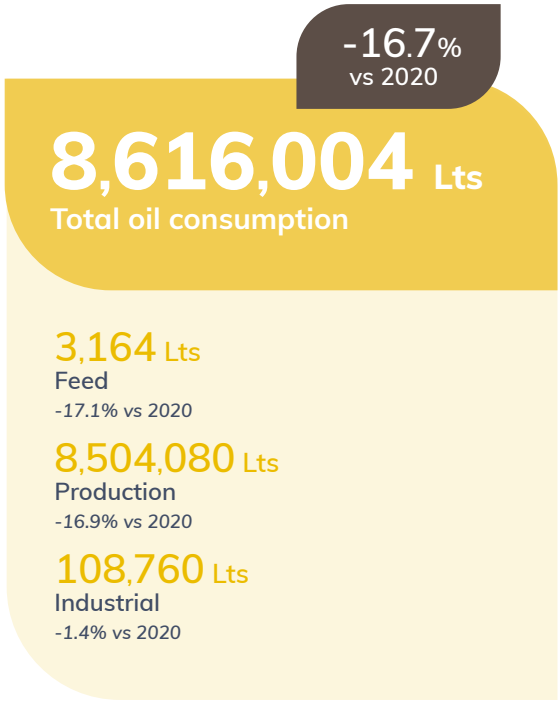 -16.7%
vs 2020
8,616,004 Lts
Total oil consumption
3,164 Lts
Feed
-17.1% vs 2020
8,504,080 Lts
Production
-16.9% vs 2020
108,760 Lts
Industrial
-1.4% vs 2020